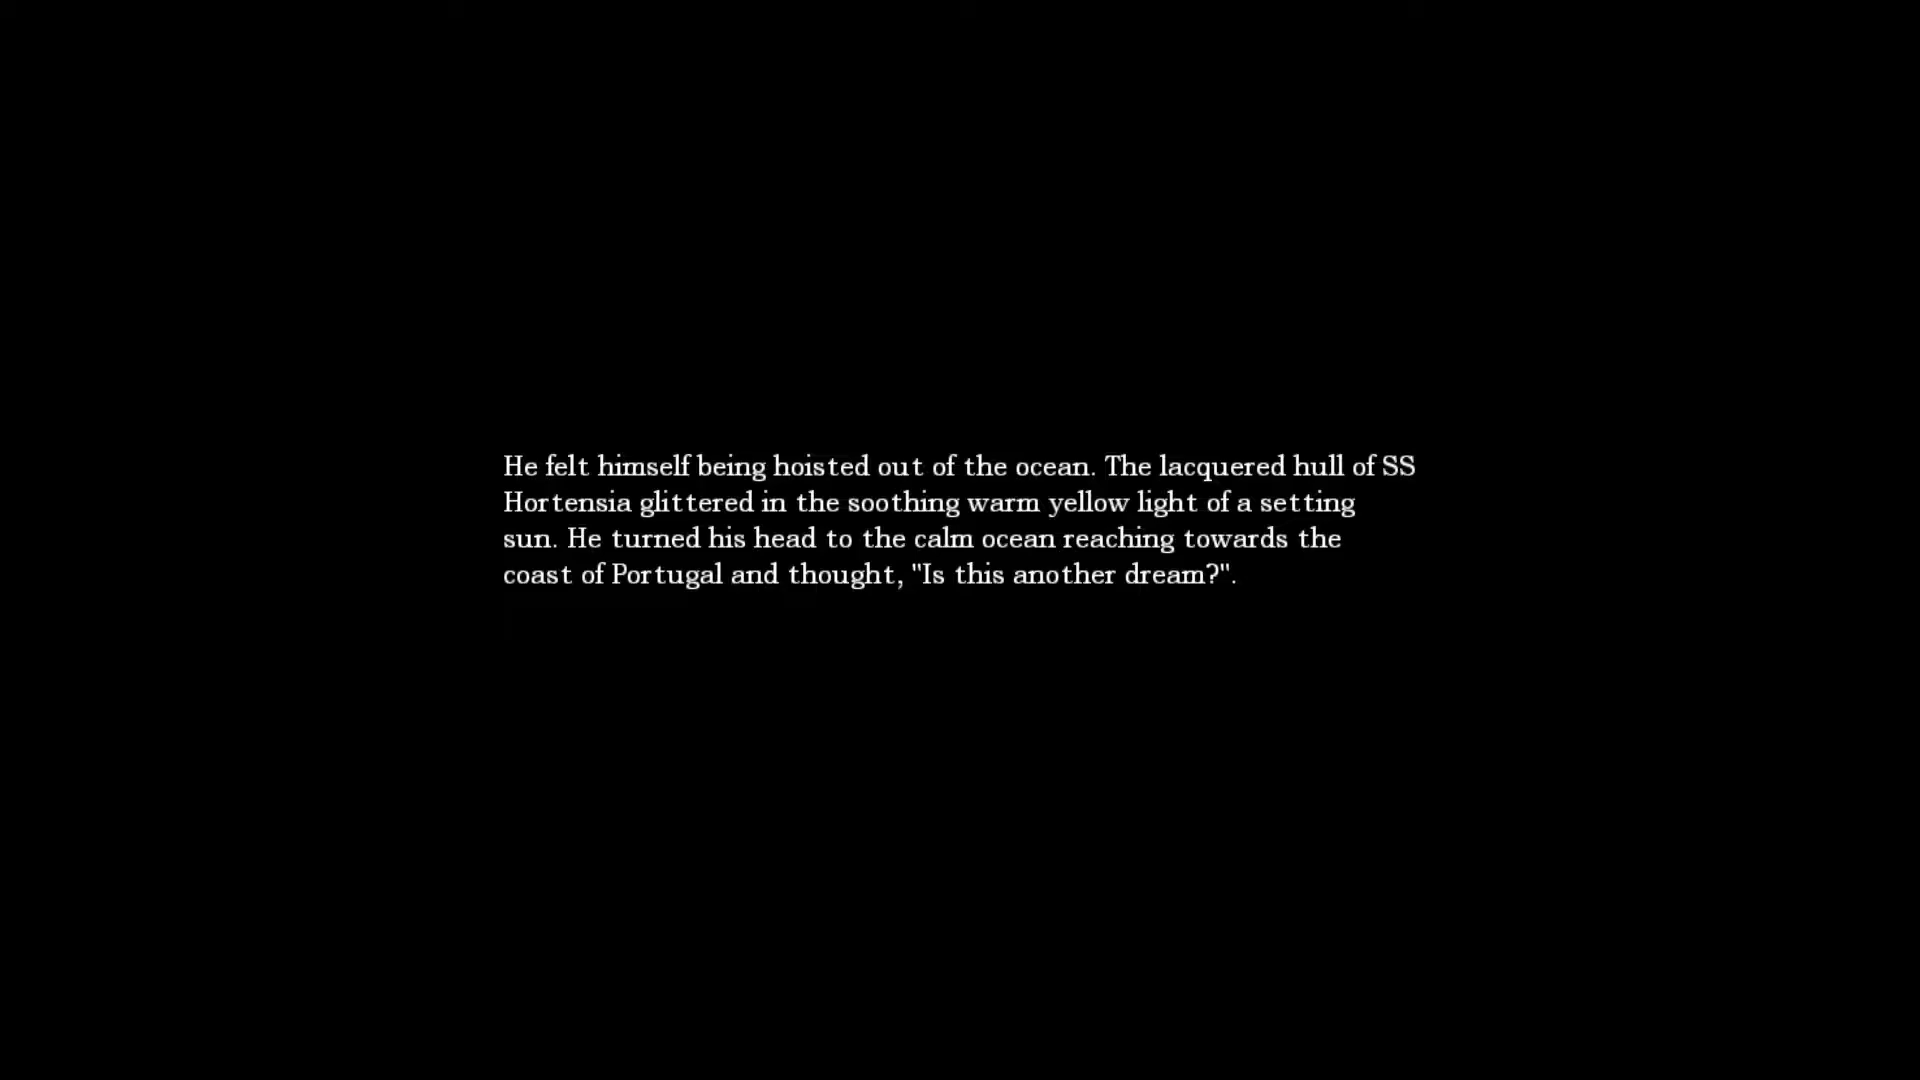 He felt himself being hoisted out of the ocean. The lacquered hull of SS
Hortensia glittered in the soothing warm yellow light of a setting
sun. He turned his head to the calm ocean reaching towards the
coast of Portugal and thought, "Is this another dream?".